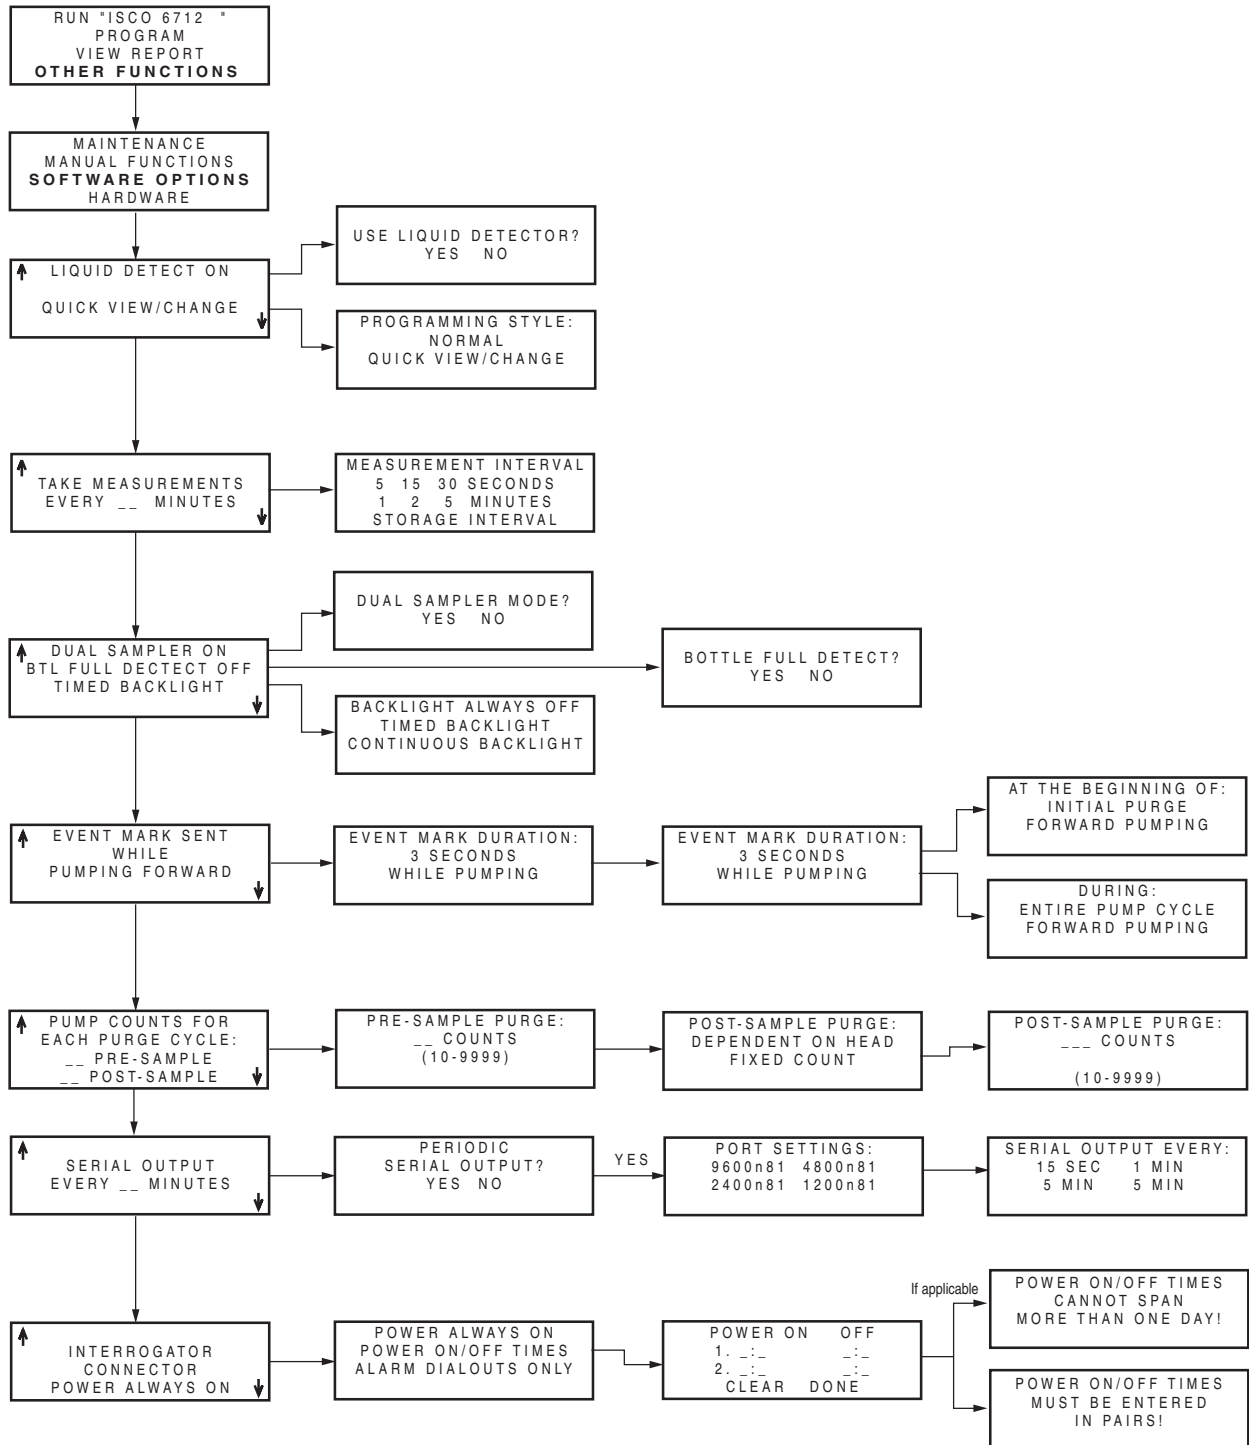 RUN "ISCO 6712 "
PROGRAM
VIEW REPORT
OTHER FUNCTIONS
MAINTENANCE
MANUAL FUNCTIONS
SOFTWARE OPTIONS
HARDWARE
LIQUID DETECT ON
QUICK VIEW/CHANGE
USE LIQUID DETECTOR?
YES NO
PROGRAMMING STYLE:
NORMAL
QUICK VIEW/CHANGE
TAKE MEASUREMENTS
EVERY __ MINUTES
MEASUREMENT INTERVAL
5 15 30 SECONDS
1 2 5 MINUTES
STORAGE INTERVAL
DUAL SAMPLER ON
BTL FULL DECTECT OFF
TIMED BACKLIGHT
DUAL SAMPLER MODE?
YES NO
BOTTLE FULL DETECT?
YES NO
BACKLIGHT ALWAYS OFF
TIMED BACKLIGHT
CONTINUOUS BACKLIGHT
EVENT MARK SENT
WHILE
PUMPING FORWARD
EVENT MARK DURATION:
3 SECONDS
WHILE PUMPING
EVENT MARK DURATION:
3 SECONDS
WHILE PUMPING
AT THE BEGINNING OF:
INITIAL PURGE
FORWARD PUMPING
DURING:
ENTIRE PUMP CYCLE
FORWARD PUMPING
PUMP COUNTS FOR
EACH PURGE CYCLE:
__ PRE-SAMPLE
__ POST-SAMPLE
PRE-SAMPLE PURGE:
__ COUNTS
(10-9999)
POST-SAMPLE PURGE:
DEPENDENT ON HEAD
FIXED COUNT
POST-SAMPLE PURGE:
___ COUNTS
(10-9999)
SERIAL OUTPUT
EVERY __ MINUTES
PERIODIC
SERIAL OUTPUT?
YES NO
YES
PORT SETTINGS:
9600n81 4800n81
2400n81 1200n81
SERIAL OUTPUT EVERY:
15 SEC 1 MIN
5 MIN 5 MIN
INTERROGATOR
CONNECTOR
POWER ALWAYS ON
POWER ALWAYS ON
POWER ON/OFF TIMES
ALARM DIALOUTS ONLY
POWER ON OFF
1. _:_ _:_
2. _:_ _:_
CLEAR DONE
If applicable
POWER ON/OFF TIMES
CANNOT SPAN
MORE THAN ONE DAY!
POWER ON/OFF TIMES
MUST BE ENTERED
IN PAIRS!